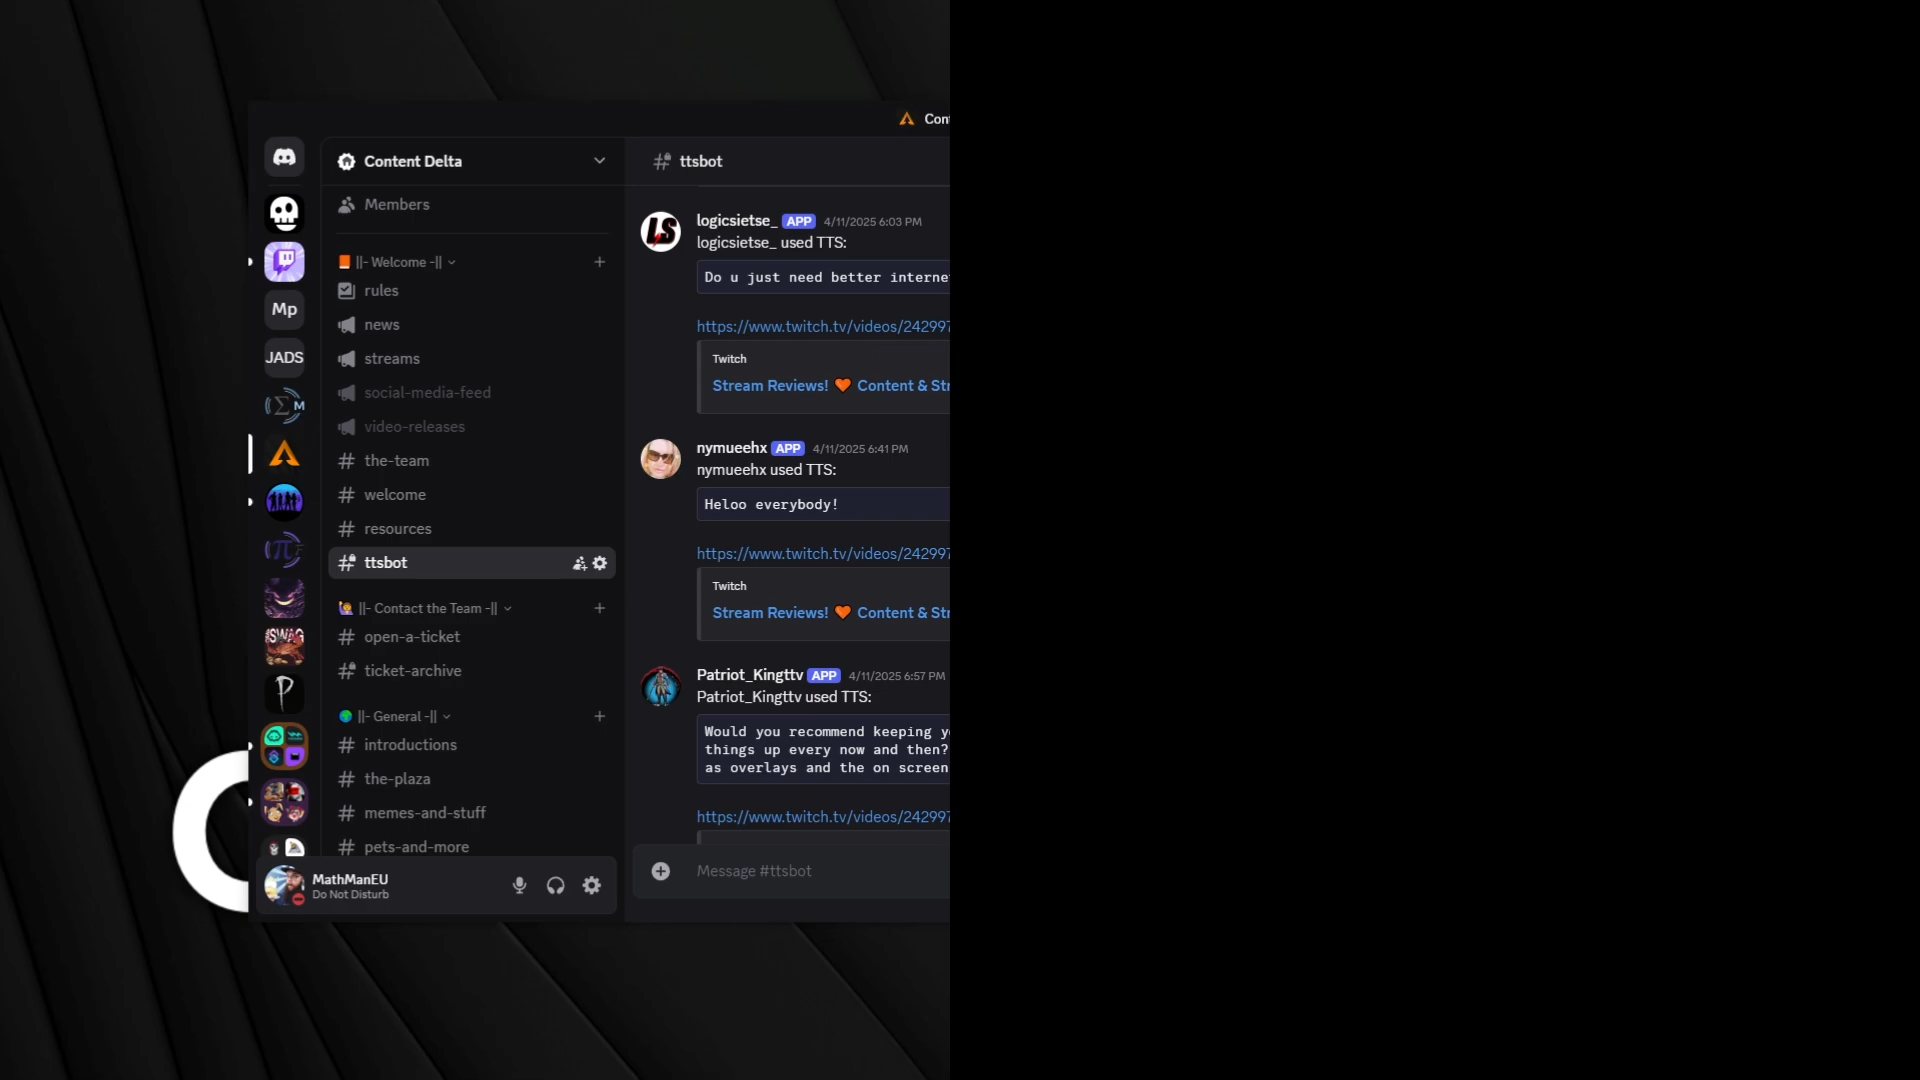 Content Delta
Members
||- Welcome -||
rules
news
streams
social-media-feed
video-releases
the-team
welcome
resources
ttsbot
||- Contact the Team -||
open-a-ticket
ticket-archive
||- General -||
introductions
the-plaza
memes-and-stuff
pets-and-more
MathManEU
Do Not Disturb
Mp
JADS
M
#SWAG
ttsbot
logicsietse_ APP 4/11/2025 6:03 PM
logicsietse_ used TTS:
Do u just need better interne
https://www.twitch.tv/videos/242997
Twitch
Stream Reviews! 🧡 Content & Str
nymueehx APP 4/11/2025 6:41 PM
nymueehx used TTS:
Heloo everybody!
https://www.twitch.tv/videos/242997
Twitch
Stream Reviews! 🧡 Content & Str
Patriot_Kingttv APP 4/11/2025 6:57 PM
Patriot_Kingttv used TTS:
Would you recommend keeping y
things up every now and then?
as overlays and the on screen
https://www.twitch.tv/videos/242997
Message #ttsbot